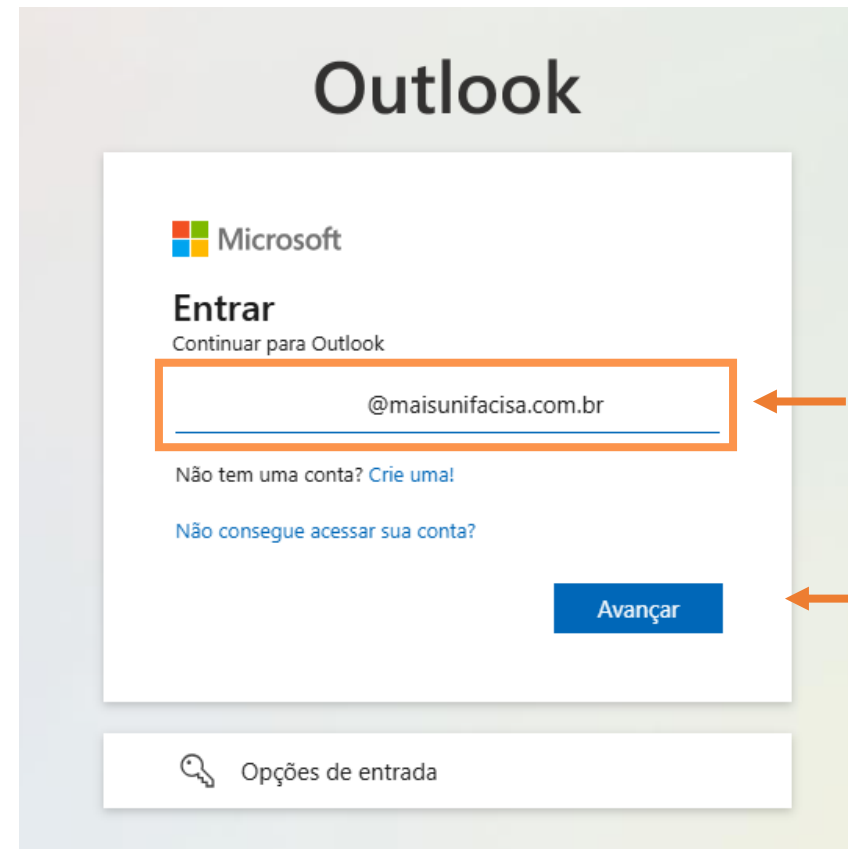 Outlook
Microsoft
Entrar
Continuar para Outlook
@maisunifacisa.com.br
Não tem uma conta? Crie uma!
Não consegue acessar sua conta?
Avançar
Opções de entrada